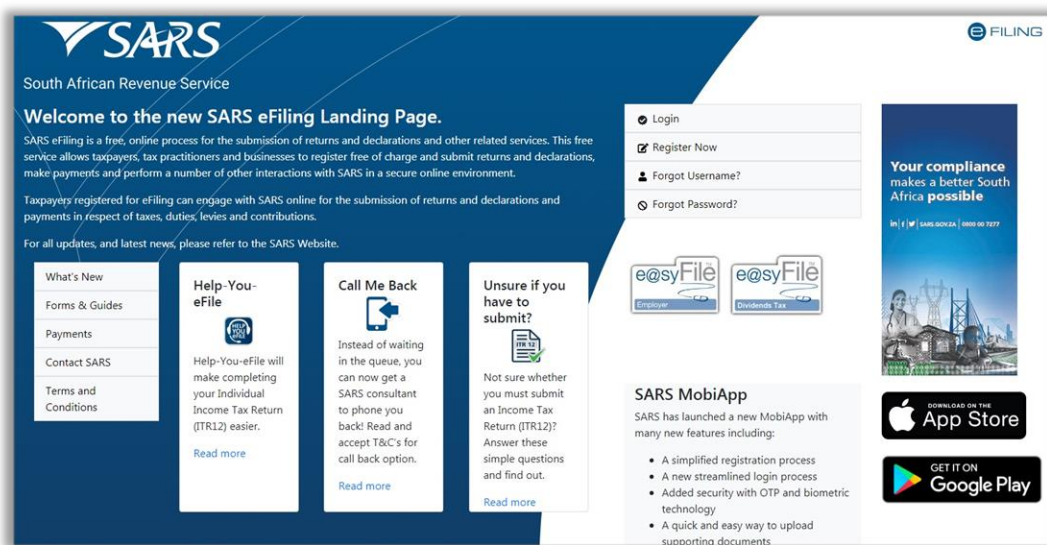 SARS
South African Revenue Service
Welcome to the new SARS eFiling Landing Page.
SARS eFiling is a free, online process for the submission of returns and declarations and other related services. This free
service allows taxpayers, tax practitioners and businesses to register free of charge and submit returns and declarations,
make payments and perform a number of other interactions with SARS in a secure online environment.
Taxpayers registered for eFiling can engage with SARS online for the submission of returns and declarations and
payments in respect of taxes, duties, levies and contributions.
For all updates, and latest news, please refer to the SARS Website.
What's New
Forms & Guides
Payments
Contact SARS
Terms and
Conditions
Help-You-
eFile
HELP
YOU
eFILE
Help-You-eFile will
make completing
your Individual
Income Tax Return
(ITR12) easier.
Read more
Call Me Back
Instead of waiting
in the queue, you
can now get a
SARS consultant
to phone you
back! Read and
accept T&C's for
call back option.
Read more
Unsure if you
have to
submit?
ITR 12
Not sure whether
you must submit
an Income Tax
Return (ITR12)?
Answer these
simple questions
and find out.
Read more
e FILING
Login
Register Now
Forgot Username?
Forgot Password?
e@syFile
Employer
e@syFile
Dividends Tax
SARS MobiApp
SARS has launched a new MobiApp with
many new features including:
• A simplified registration process
• A new streamlined login process
• Added security with OTP and biometric
technology
• A quick and easy way to upload
supporting documents
Your compliance
makes a better South
Africa possible
in | f | SARS.GOV.ZA | 0800 00 7277
DOWNLOAD ON THE
App Store
GET IT ON
Google Play